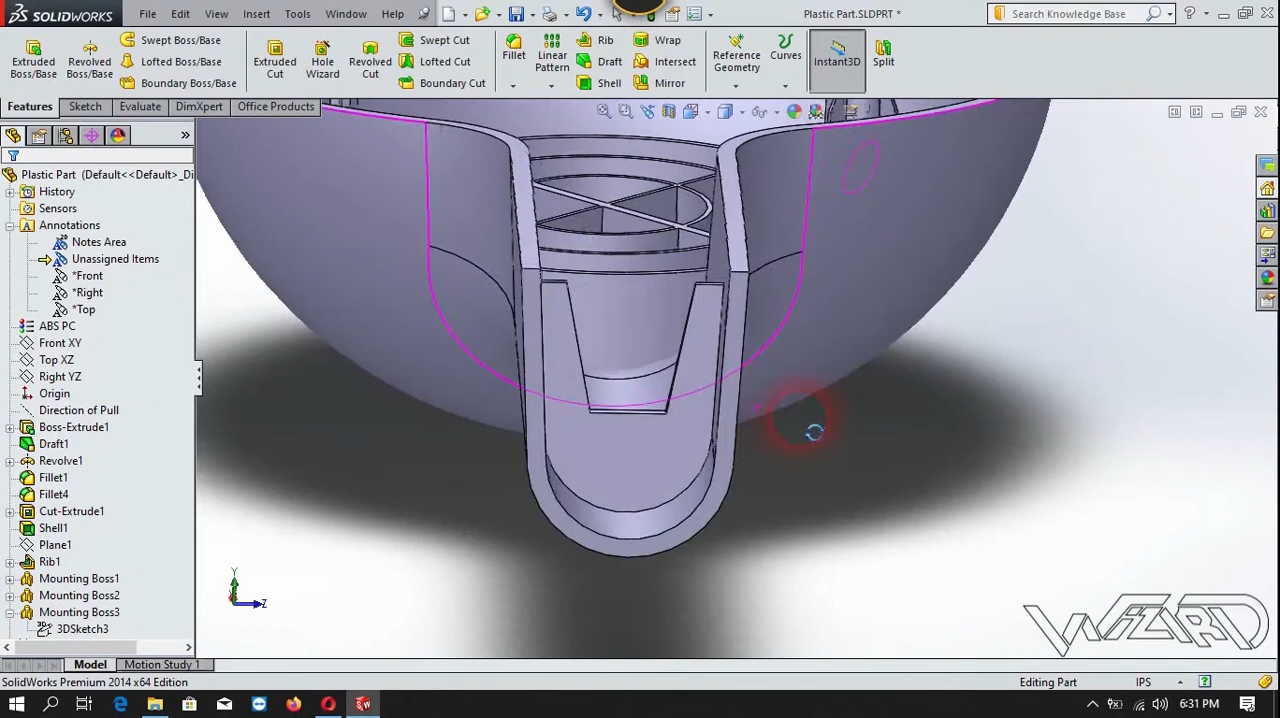 SOLIDWORKS File Edit View Insert Tools Window Help Plastic Part.SLDPRT * Search Knowledge Base
Extruded Boss/Base
Revolved Boss/Base
Swept Boss/Base
Lofted Boss/Base
Boundary Boss/Base
Extruded Cut
Hole Wizard
Revolved Cut
Swept Cut
Lofted Cut
Boundary Cut
Fillet
Linear Pattern
Rib
Draft
Shell
Wrap
Intersect
Mirror
Reference Geometry
Curves
Instant3D
Split
Features Sketch Evaluate DimXpert Office Products
Plastic Part (Default<<Default>_Di
History
Sensors
Annotations
Notes Area
Unassigned Items
*Front
*Right
*Top
ABS PC
Front XY
Top XZ
Right YZ
Origin
Direction of Pull
Boss-Extrude1
Draft1
Revolve1
Fillet1
Fillet4
Cut-Extrude1
Shell1
Plane1
Rib1
Mounting Boss1
Mounting Boss2
Mounting Boss3
3DSketch3
Y
Z
WIZARD
Model Motion Study 1
SolidWorks Premium 2014 x64 Edition Editing Part IPS
6:31 PM